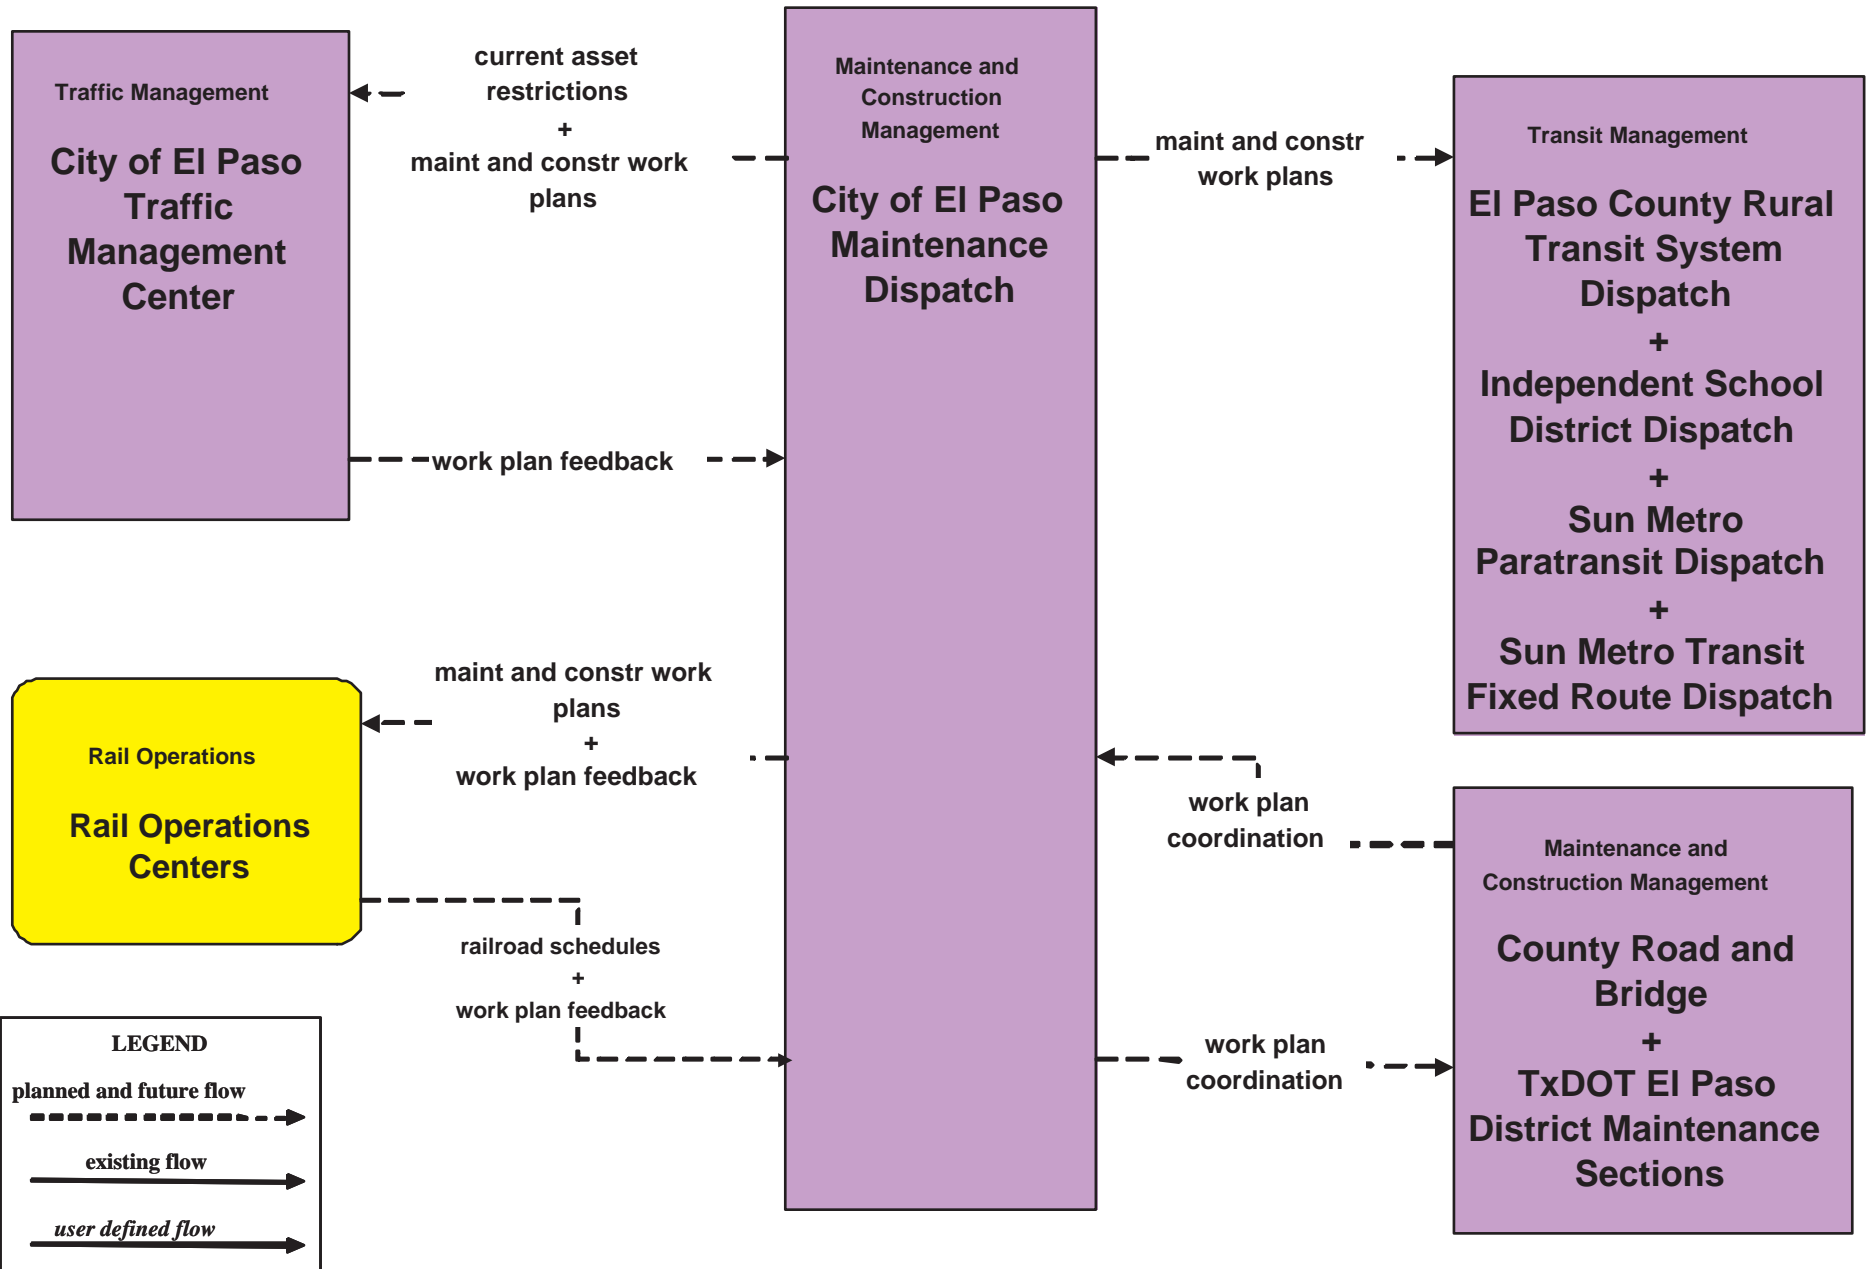 Traffic Management
City of El Paso
Traffic
Management
Center
current asset
restrictions
+
maint and constr work
plans
work plan feedback
Maintenance and
Construction
Management
City of El Paso
Maintenance
Dispatch
maint and constr
work plans
Transit Management
El Paso County Rural
Transit System
Dispatch
+
Independent School
District Dispatch
+
Sun Metro
Paratransit Dispatch
+
Sun Metro Transit
Fixed Route Dispatch
Rail Operations
Rail Operations
Centers
maint and constr work
plans
+
work plan feedback
railroad schedules
+
work plan feedback
work plan
coordination
work plan
coordination
Maintenance and
Construction Management
County Road and
Bridge
+
TxDOT El Paso
District Maintenance
Sections
LEGEND
planned and future flow
existing flow
user defined flow